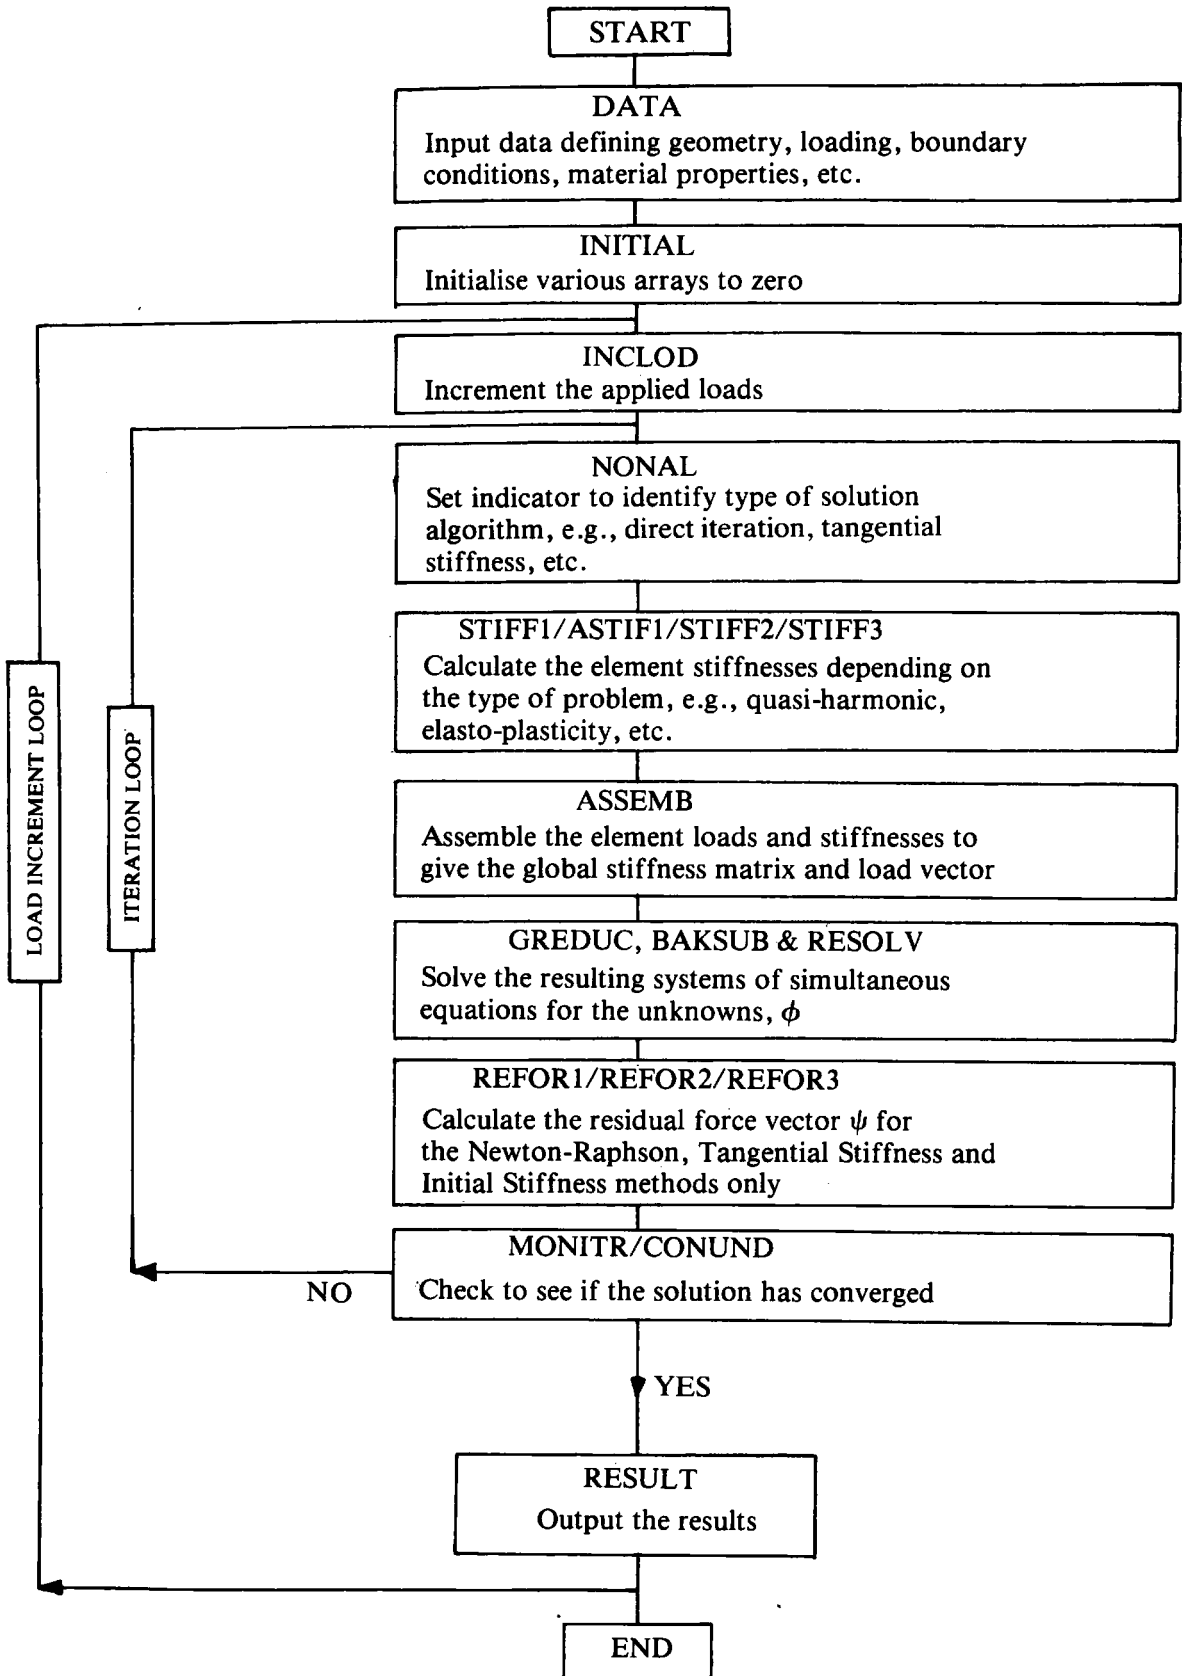 START
DATA
Input data defining geometry, loading, boundary
conditions, material properties, etc.
INITIAL
Initialise various arrays to zero
INCLOD
Increment the applied loads
NONAL
Set indicator to identify type of solution
algorithm, e.g., direct iteration, tangential
stiffness, etc.
STIFF1/ASTIF1/STIFF2/STIFF3
Calculate the element stiffnesses depending on
the type of problem, e.g., quasi-harmonic,
elasto-plasticity, etc.
LOAD INCREMENT LOOP
ITERATION LOOP
ASSEMB
Assemble the element loads and stiffnesses to
give the global stiffness matrix and load vector
GREDUC, BAKSUB & RESOLV
Solve the resulting systems of simultaneous
equations for the unknowns, ϕ
REFOR1/REFOR2/REFOR3
Calculate the residual force vector ψ for
the Newton-Raphson, Tangential Stiffness and
Initial Stiffness methods only
MONITR/CONUND
Check to see if the solution has converged
NO
YES
RESULT
Output the results
END